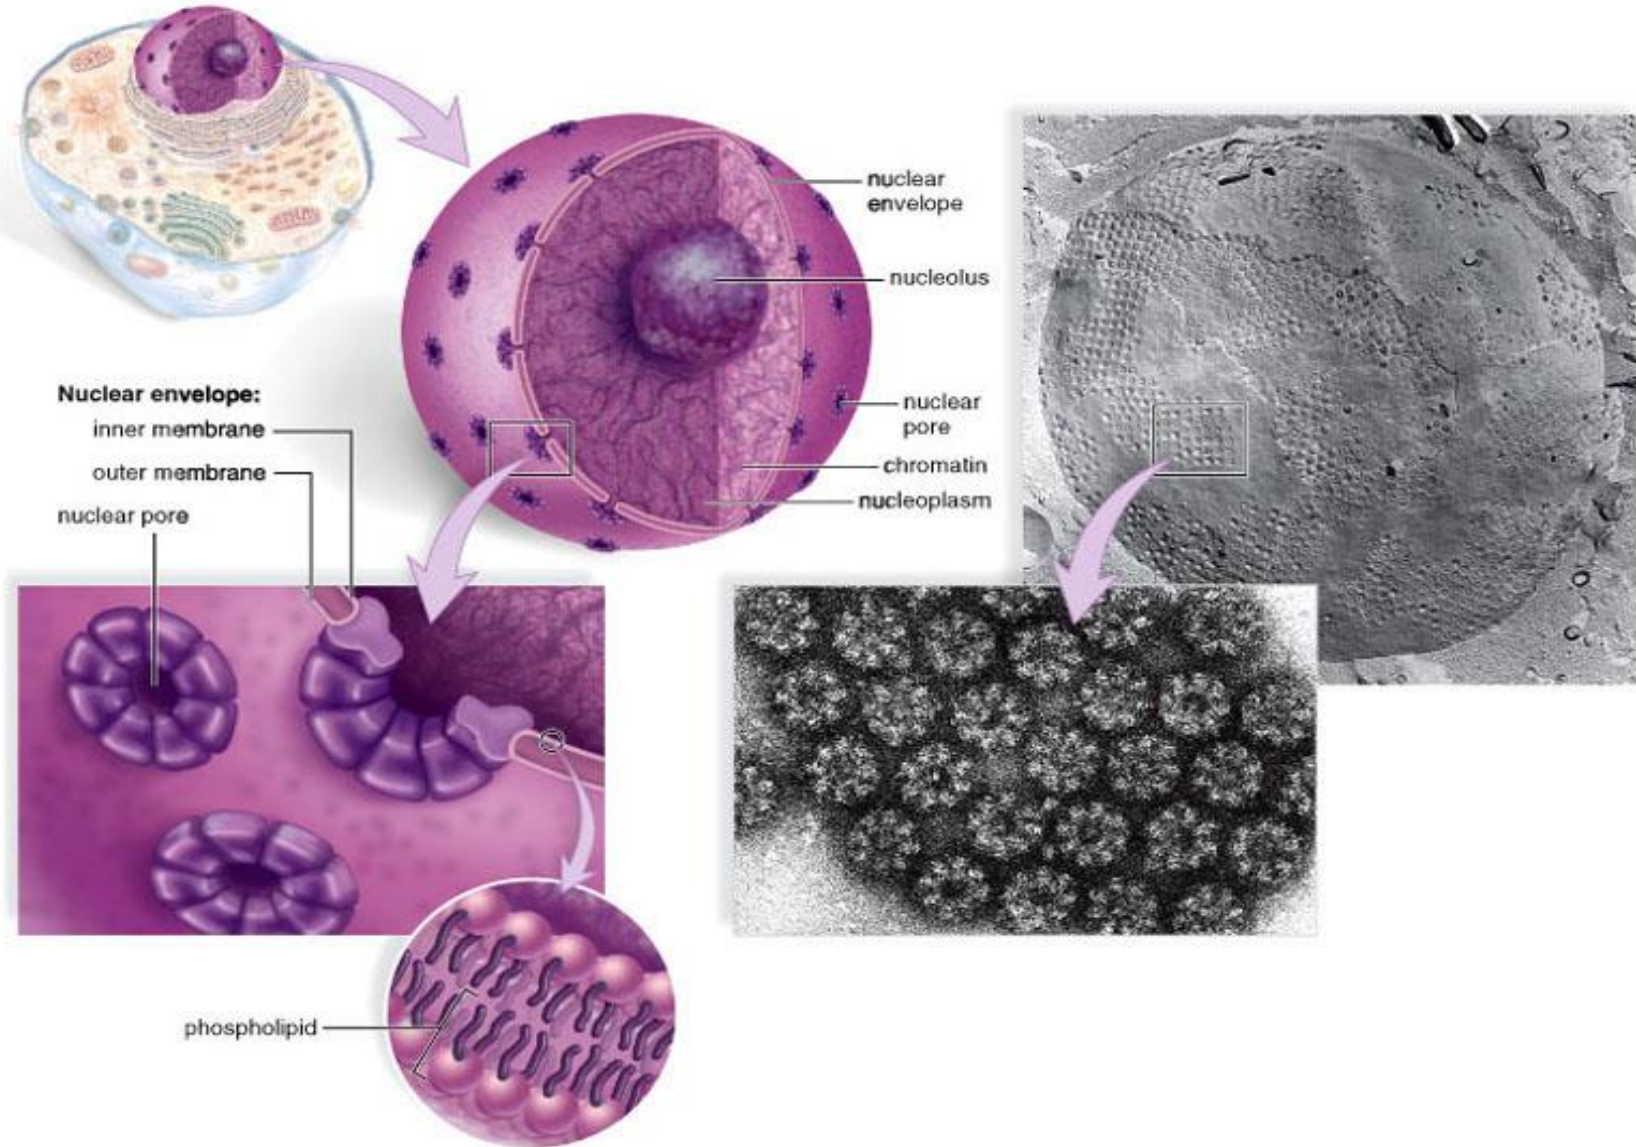 nuclear
envelope
nucleolus
nuclear
pore
chromatin
nucleoplasm
Nuclear envelope:
inner membrane
outer membrane
nuclear pore
phospholipid